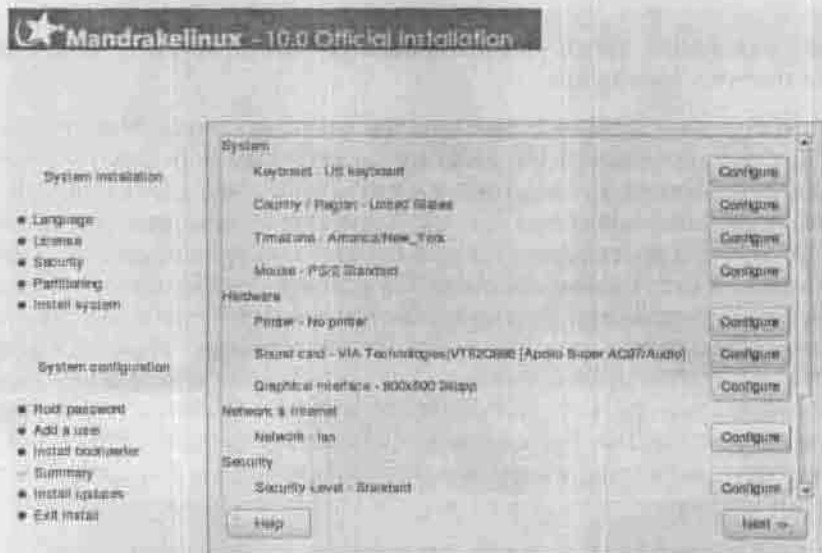 Mandrakelinux - 10.0 Official Installation
System installation
Language
License
Security
Partitioning
Install system
System configuration
Root password
Add a user
Install bootloader
Summary
Install updates
Exit install
System
Keyboard - US keyboard Configure
Country / Region - United States Configure
Timezone - America/New_York Configure
Mouse - PS/2 Standard Configure
Hardware
Printer - No printer Configure
Sound card - VIA Technologies|VT82C686 [Apollo Super AC97/Audio] Configure
Graphical interface - 800x600 Configure
Network & Internet
Network - lan Configure
Security
Security Level - Standard Configure
Help
Next ->